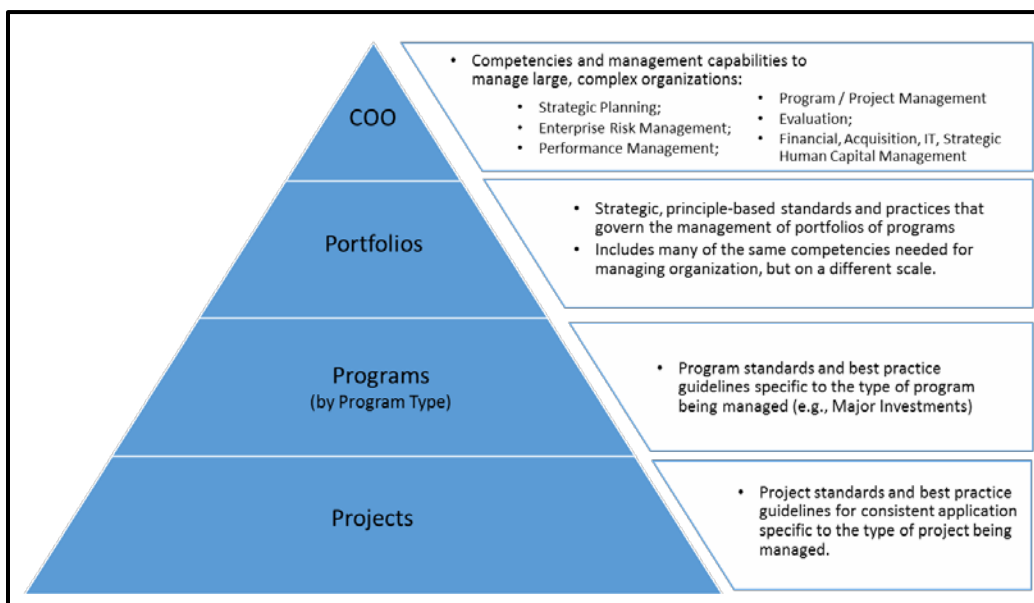 COO
• Competencies and management capabilities to
manage large, complex organizations:
• Strategic Planning;
• Enterprise Risk Management;
• Performance Management;
• Program / Project Management
• Evaluation;
• Financial, Acquisition, IT, Strategic
Human Capital Management
Portfolios
• Strategic, principle-based standards and practices that
govern the management of portfolios of programs
• Includes many of the same competencies needed for
managing organization, but on a different scale.
Programs
(by Program Type)
• Program standards and best practice
guidelines specific to the type of program
being managed (e.g., Major Investments)
Projects
• Project standards and best practice
guidelines for consistent application
specific to the type of project being
managed.